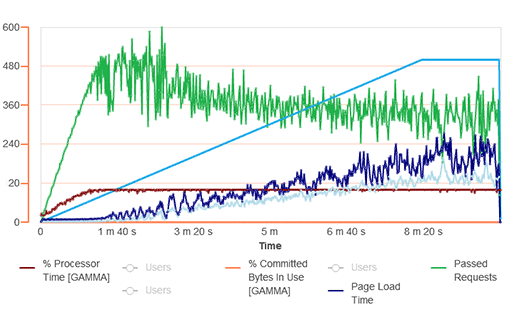 600
480
360
240
20
0
0
1 m 40 s
3 m 20 s
5 m
6 m 40 s
8 m 20 s
Time
% Processor
Time [GAMMA]
Users
Users
% Committed
Bytes In Use
[GAMMA]
Users
Page Load
Time
Passed
Requests